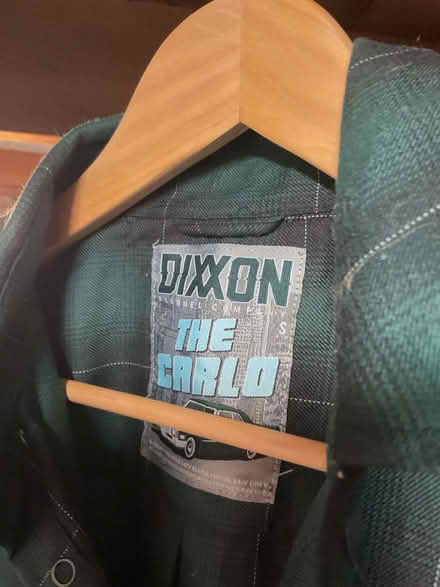 DIXXON
FLANNEL COMPANY
S
THE
CARLO